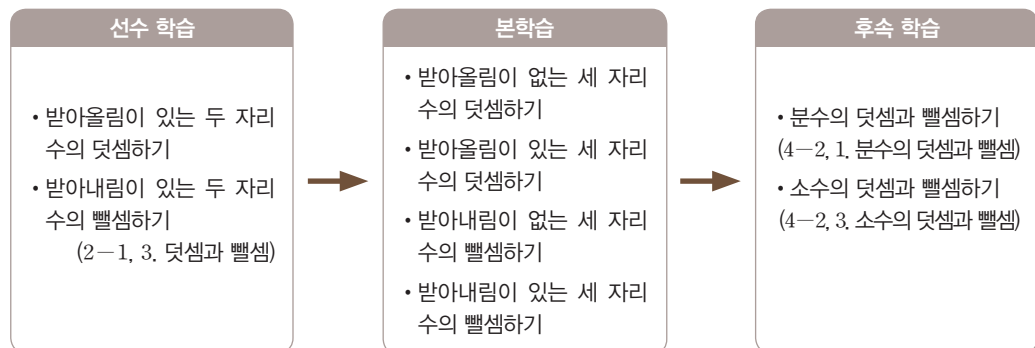 선수 학습
• 받아올림이 있는 두 자리
수의 덧셈하기
• 받아내림이 있는 두 자리
수의 뺄셈하기
(2－1, 3. 덧셈과 뺄셈)
본학습
• 받아올림이 없는 세 자리
수의 덧셈하기
• 받아올림이 있는 세 자리
수의 덧셈하기
• 받아내림이 없는 세 자리
수의 뺄셈하기
• 받아내림이 있는 세 자리
수의 뺄셈하기
후속 학습
• 분수의 덧셈과 뺄셈하기
(4－2, 1. 분수의 덧셈과 뺄셈)
• 소수의 덧셈과 뺄셈하기
(4－2, 3. 소수의 덧셈과 뺄셈)